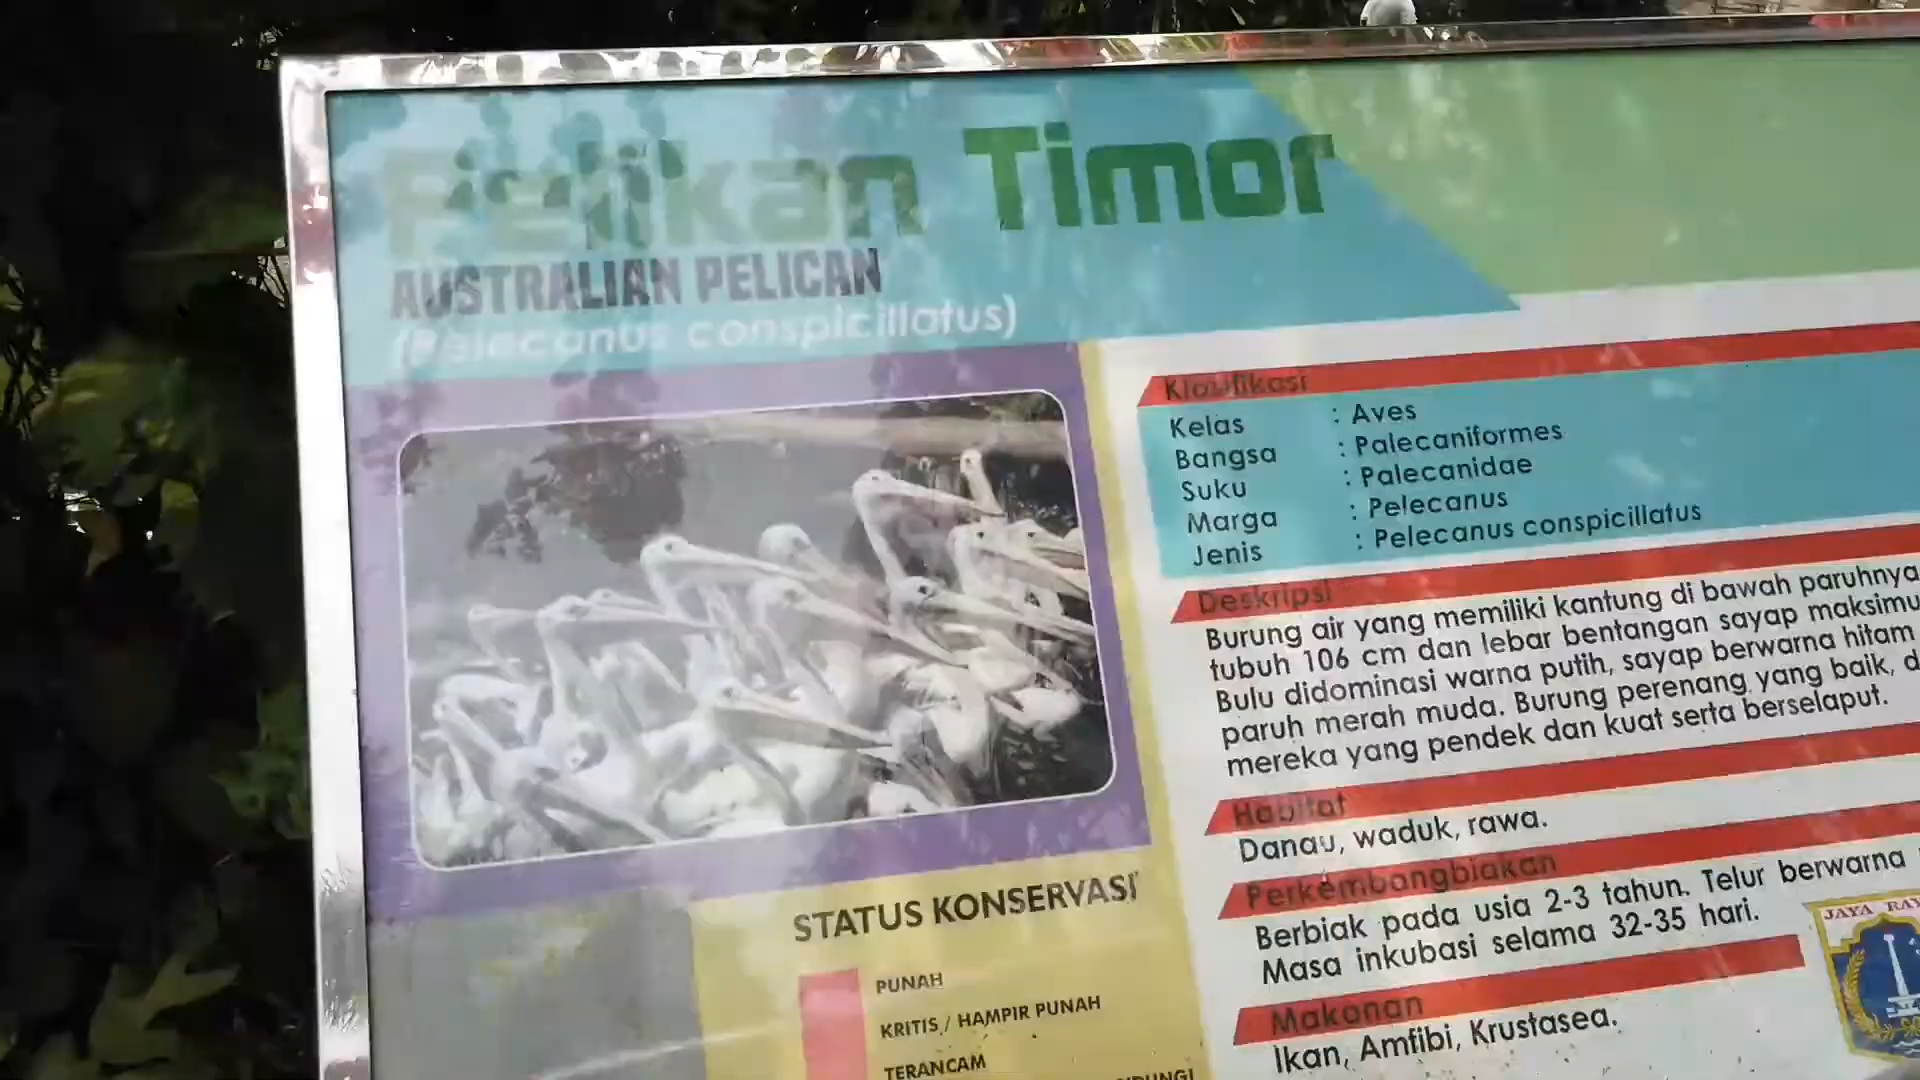 Pelikan Timor
AUSTRALIAN PELICAN
(Pelecanus conspicillatus)
Klasifikasi
Kelas : Aves
Bangsa : Palecaniformes
Suku : Palecanidae
Marga : Pelecanus
Jenis : Pelecanus conspicillatus
Deskripsi
Burung air yang memiliki kantung di bawah paruhnya
tubuh 106 cm dan lebar bentangan sayap maksimu
Bulu didominasi warna putih, sayap berwarna hitam
paruh merah muda. Burung perenang yang baik, d
mereka yang pendek dan kuat serta berselaput.
Habitat
Danau, waduk, rawa.
Perkembangbiakan
Berbiak pada usia 2-3 tahun. Telur berwarna
Masa inkubasi selama 32-35 hari.
Makanan
Ikan, Amfibi, Krustasea.
STATUS KONSERVASI
PUNAH
KRITIS / HAMPIR PUNAH
TERANCAM
JAYA RAY